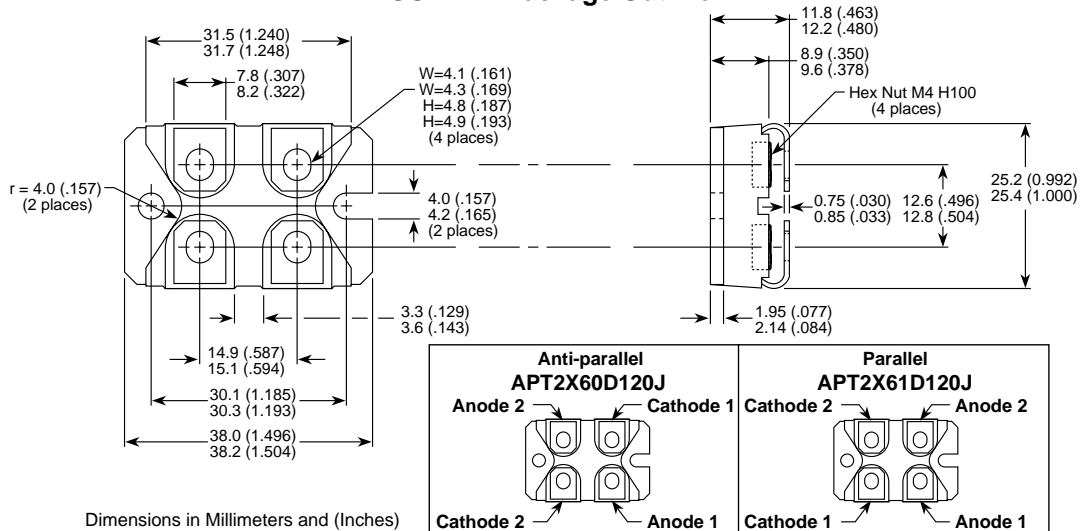 31.5 (1.240)
31.7 (1.248)
7.8 (.307)
8.2 (.322)
W=4.1 (.161)
W=4.3 (.169)
H=4.8 (.187)
H=4.9 (.193)
(4 places)
11.8 (.463)
12.2 (.480)
8.9 (.350)
9.6 (.378)
Hex Nut M4 H100
(4 places)
r = 4.0 (.157)
(2 places)
4.0 (.157)
4.2 (.165)
(2 places)
0.75 (.030)
0.85 (.033)
12.6 (.496)
12.8 (.504)
25.2 (0.992)
25.4 (1.000)
3.3 (.129)
3.6 (.143)
1.95 (.077)
2.14 (.084)
14.9 (.587)
15.1 (.594)
30.1 (1.185)
30.3 (1.193)
38.0 (1.496)
38.2 (1.504)
Anti-parallel
APT2X60D120J
Anode 2
Cathode 1
Cathode 2
Anode 1
Parallel
APT2X61D120J
Cathode 2
Anode 2
Cathode 1
Anode 1
Dimensions in Millimeters and (Inches)